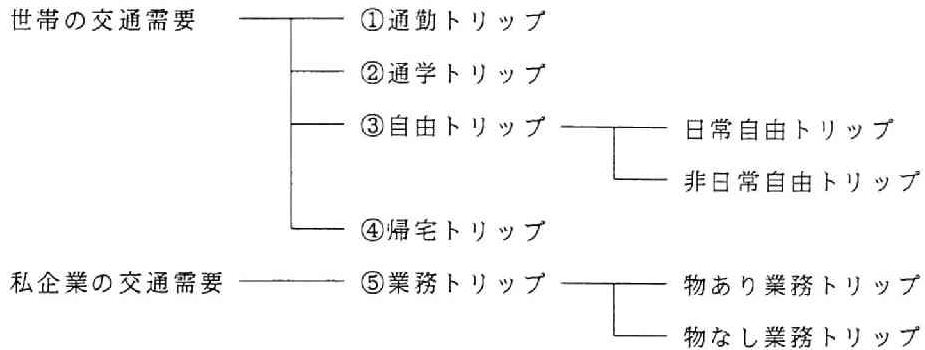 世帯の交通需要 ①通勤トリップ
②通学トリップ
③自由トリップ 日常自由トリップ
非日常自由トリップ
④帰宅トリップ
私企業の交通需要 ⑤業務トリップ 物あり業務トリップ
物なし業務トリップ